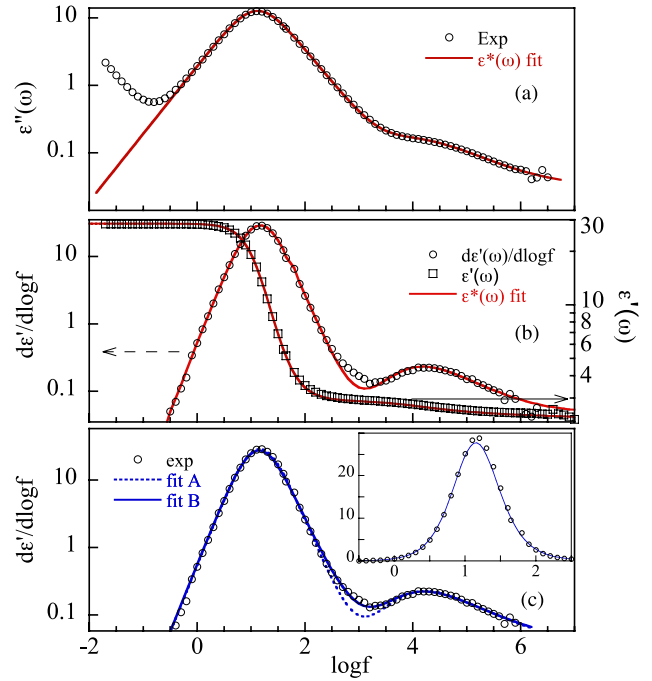 10
1
0.1
ε"(ω)
Exp
ε*(ω) fit
(a)
10
1
0.1
dε'/dlogf
dε'(ω)/dlogf
ε'(ω)
ε*(ω) fit
(b)
30
10
8
6
4
ε'(ω)
10
1
0.1
dε'/dlogf
exp
fit A
fit B
20
10
0
0 1 2
(c)
-2 0 2 4 6
logf